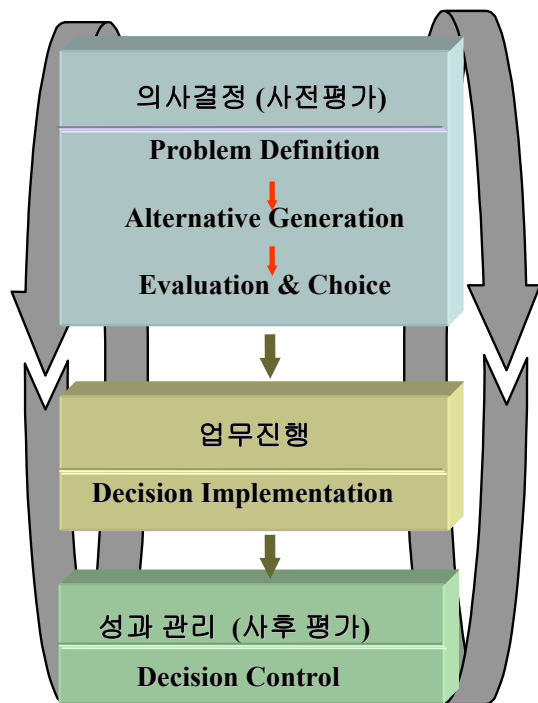 의사결정 (사전평가)
Problem Definition
Alternative Generation
Evaluation & Choice
업무진행
Decision Implementation
성과 관리 (사후 평가)
Decision Control